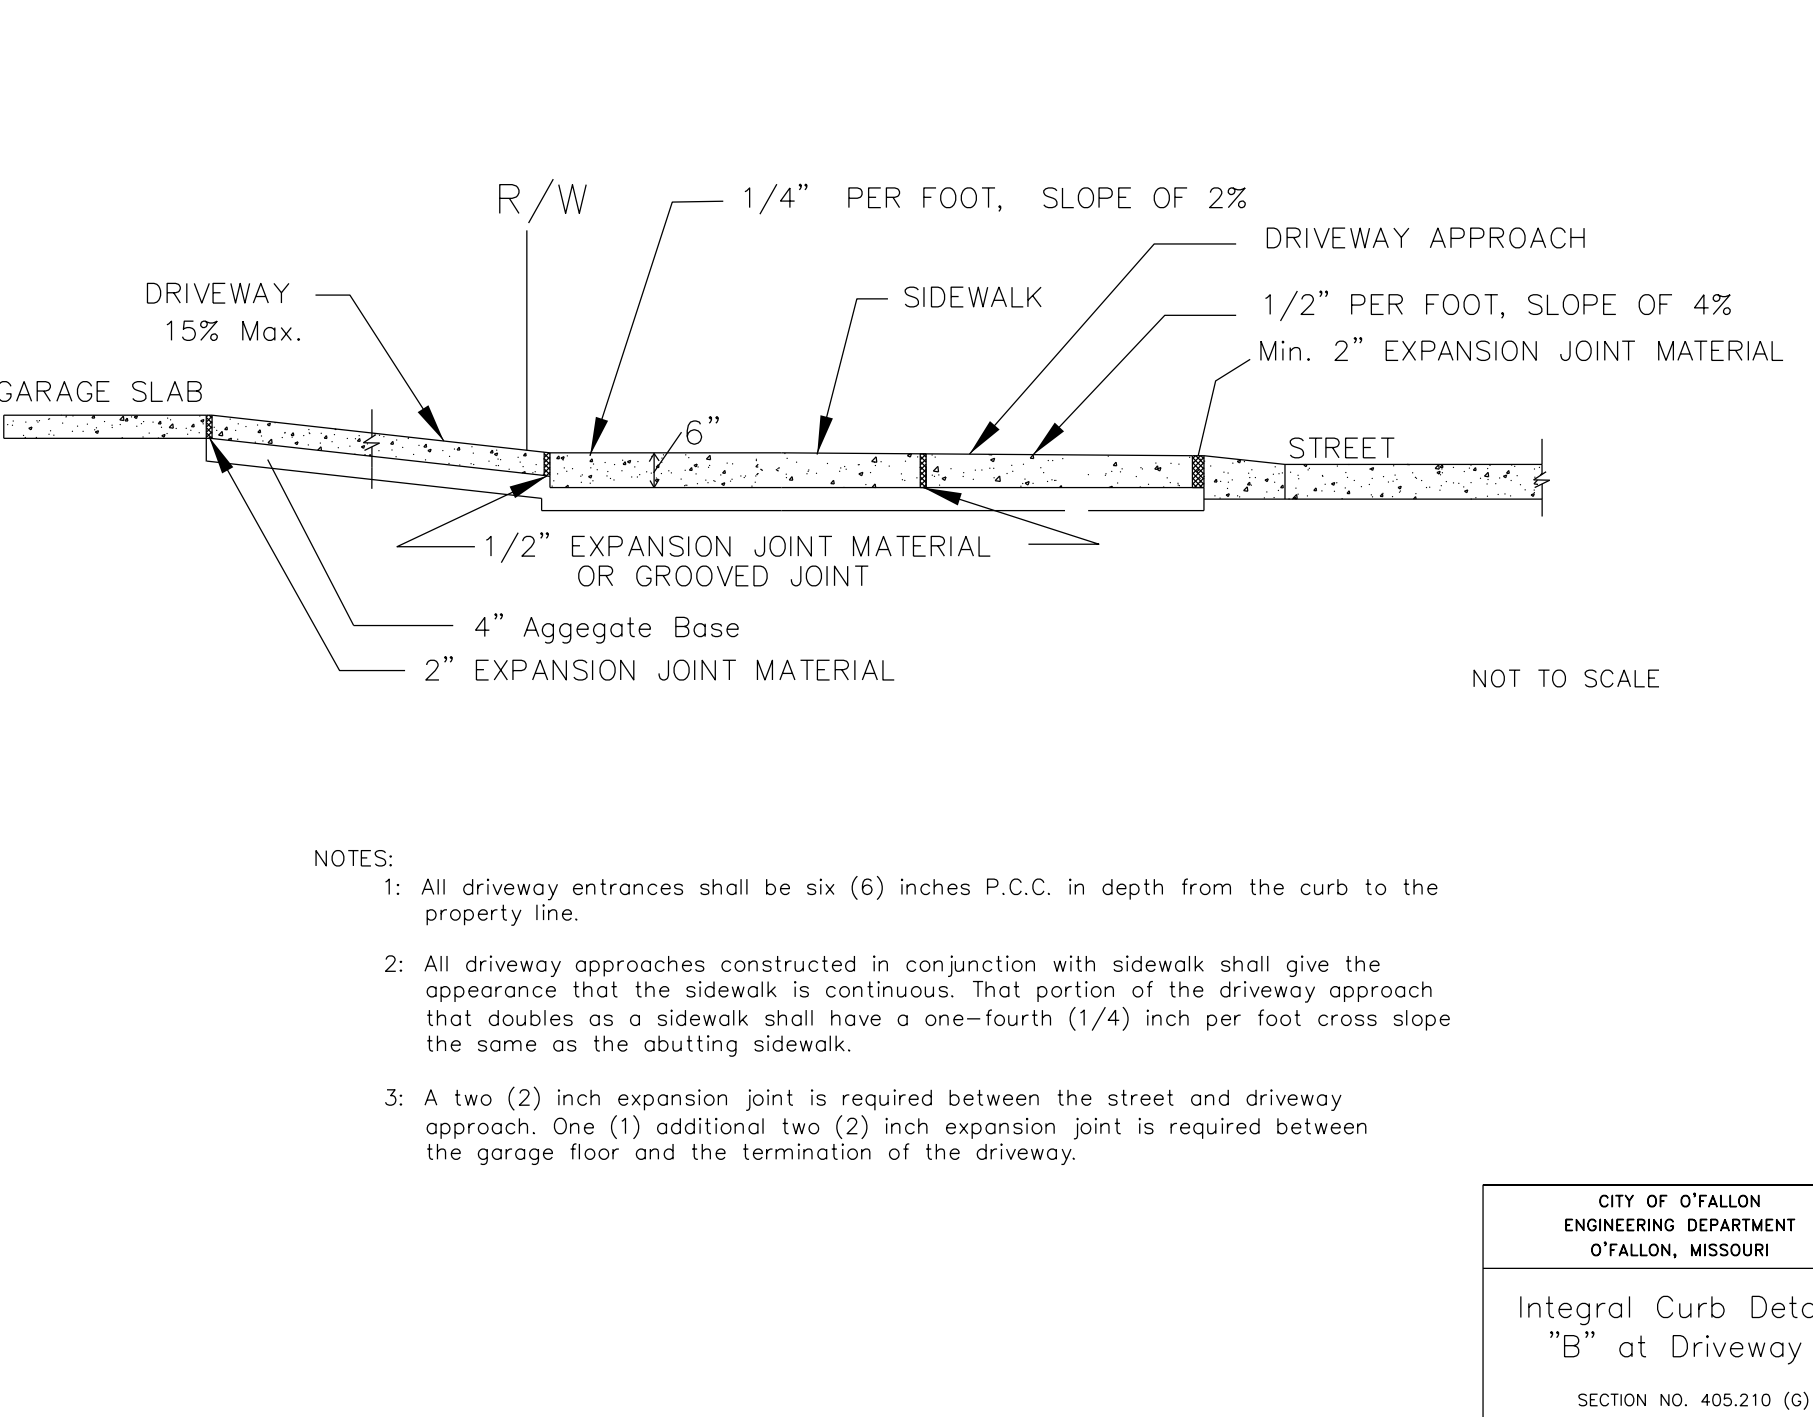 R/W
1/4" PER FOOT, SLOPE OF 2%
DRIVEWAY APPROACH
DRIVEWAY
15% Max.
SIDEWALK
1/2" PER FOOT, SLOPE OF 4%
Min. 2" EXPANSION JOINT MATERIAL
GARAGE SLAB
6"
STREET
1/2" EXPANSION JOINT MATERIAL
OR GROOVED JOINT
4" Aggegate Base
2" EXPANSION JOINT MATERIAL
NOT TO SCALE
NOTES:
1: All driveway entrances shall be six (6) inches P.C.C. in depth from the curb to the
property line.
2: All driveway approaches constructed in conjunction with sidewalk shall give the
appearance that the sidewalk is continuous. That portion of the driveway approach
that doubles as a sidewalk shall have a one-fourth (1/4) inch per foot cross slope
the same as the abutting sidewalk.
3: A two (2) inch expansion joint is required between the street and driveway
approach. One (1) additional two (2) inch expansion joint is required between
the garage floor and the termination of the driveway.
CITY OF O'FALLON
ENGINEERING DEPARTMENT
O'FALLON, MISSOURI
Integral Curb
"B" at Driveway
SECTION NO. 405.210 (G)